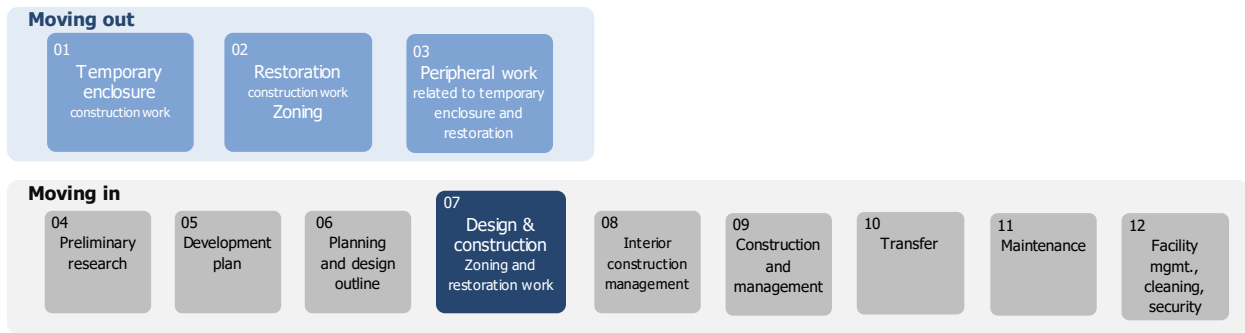 Moving out
01
Temporary
enclosure
construction work
02
Restoration
construction work
Zoning
03
Peripheral work
related to temporary
enclosure and
restoration
Moving in
04
Preliminary
research
05
Development
plan
06
Planning
and design
outline
07
Design &
construction
Zoning and
restoration work
08
Interior
construction
management
09
Construction
and
management
10
Transfer
11
Maintenance
12
Facility
mgmt.,
cleaning,
security